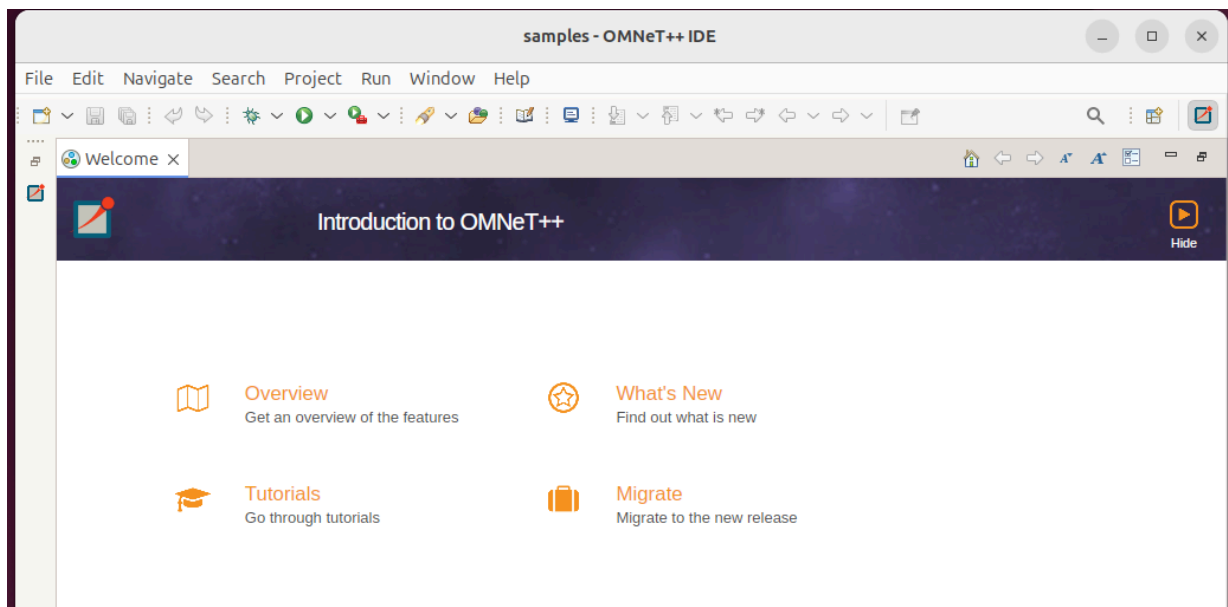 samples - OMNeT++ IDE
File Edit Navigate Search Project Run Window Help
Welcome
Introduction to OMNeT++
Hide
Overview
Get an overview of the features
What's New
Find out what is new
Tutorials
Go through tutorials
Migrate
Migrate to the new release